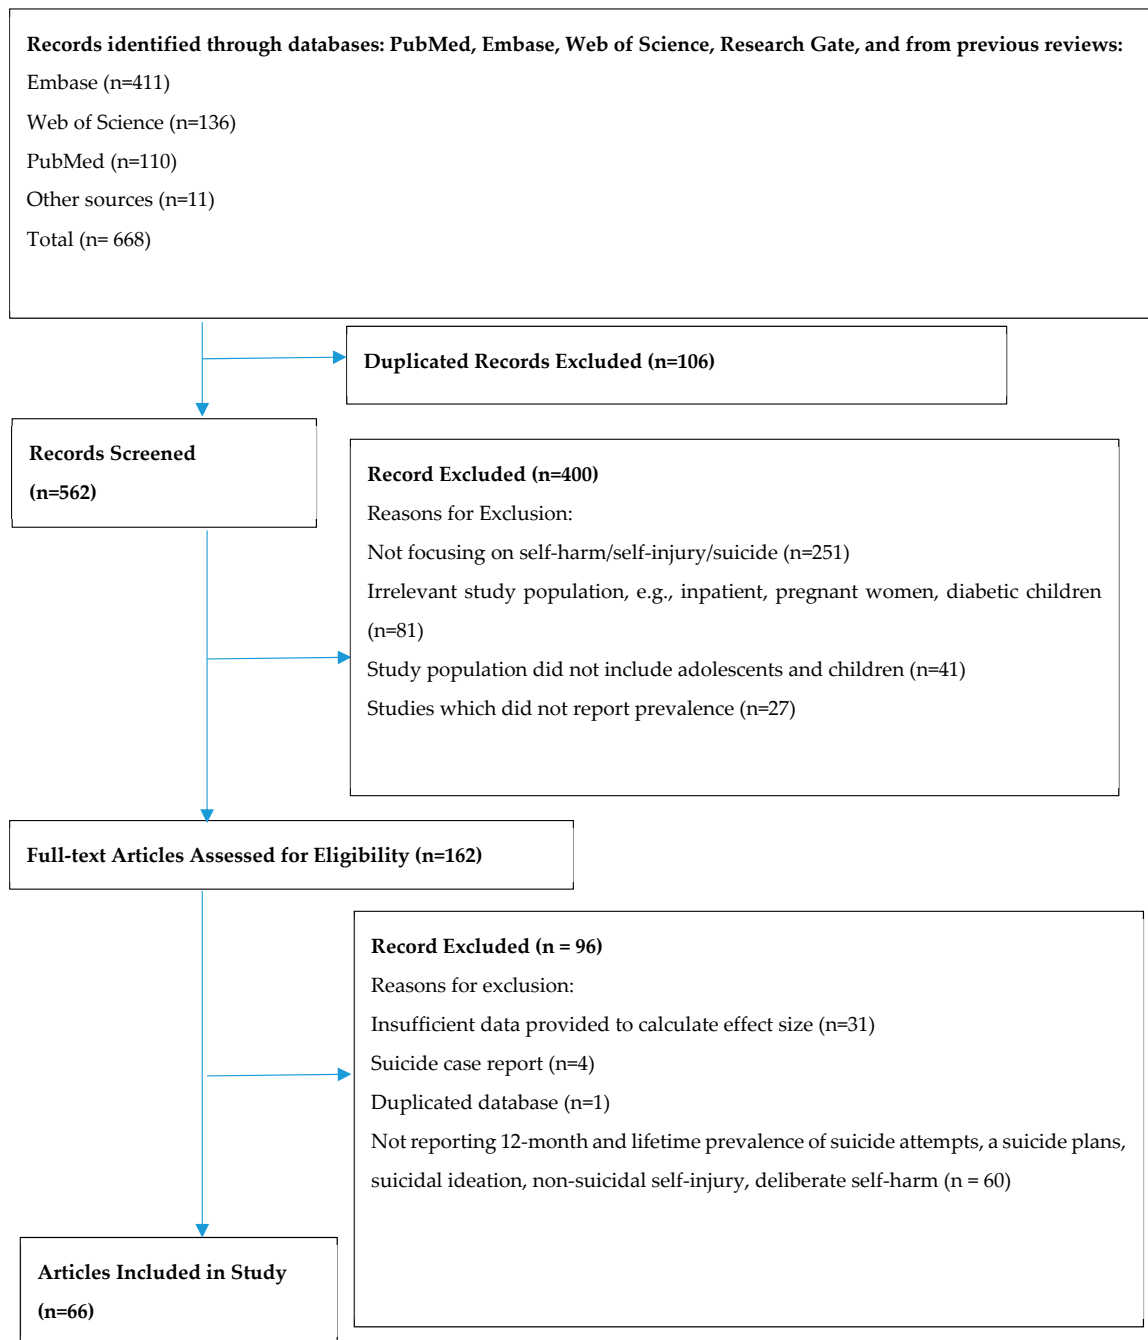 Records identified through databases: PubMed, Embase, Web of Science, Research Gate, and from previous reviews:
Embase (n=411)
Web of Science (n=136)
PubMed (n=110)
Other sources (n=11)
Total (n= 668)
Duplicated Records Excluded (n=106)
Records Screened
(n=562)
Record Excluded (n=400)
Reasons for Exclusion:
Not focusing on self-harm/self-injury/suicide (n=251)
Irrelevant study population, e.g., inpatient, pregnant women, diabetic children
(n=81)
Study population did not include adolescents and children (n=41)
Studies which did not report prevalence (n=27)
Full-text Articles Assessed for Eligibility (n=162)
Record Excluded (n = 96)
Reasons for exclusion:
Insufficient data provided to calculate effect size (n=31)
Suicide case report (n=4)
Duplicated database (n=1)
Not reporting 12-month and lifetime prevalence of suicide attempts, a suicide plans,
suicidal ideation, non-suicidal self-injury, deliberate self-harm (n = 60)
Articles Included in Study
(n=66)